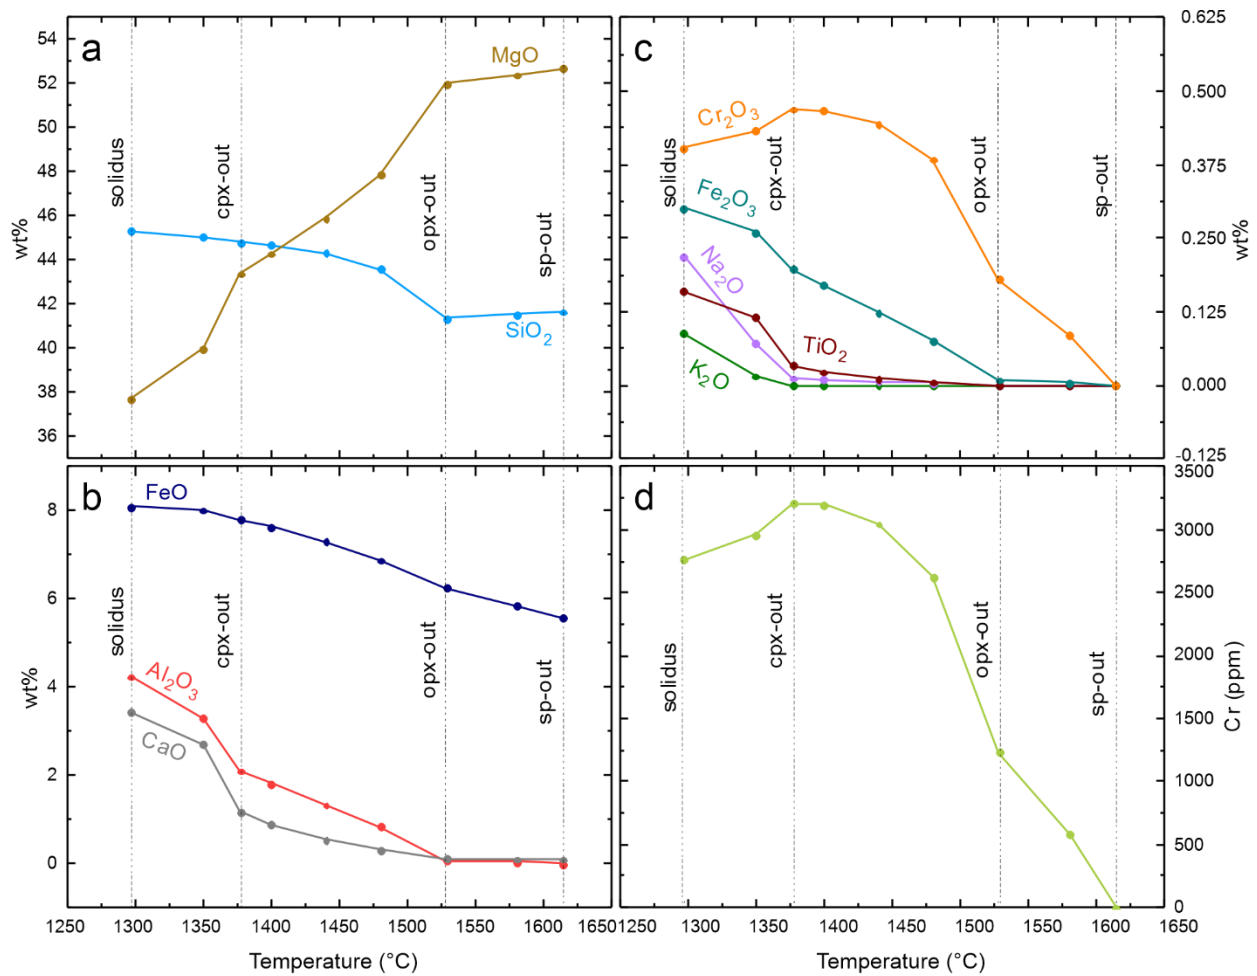 a
54
52
50
48
46
44
42
40
38
36
wt%
MgO
SiO2
solidus
cpx-out
opx-out
sp-out
c
0.625
0.500
0.375
0.250
0.125
0.000
-0.125
wt%
Cr2O3
Fe2O3
Na2O
TiO2
K2O
solidus
cpx-out
opx-out
sp-out
b
8
6
4
2
0
wt%
FeO
Al2O3
CaO
solidus
cpx-out
opx-out
sp-out
1250 1300 1350 1400 1450 1500 1550 1600 1650
Temperature (°C)
d
3500
3000
2500
2000
1500
1000
500
0
Cr (ppm)
solidus
cpx-out
opx-out
sp-out
1250 1300 1350 1400 1450 1500 1550 1600 1650
Temperature (°C)